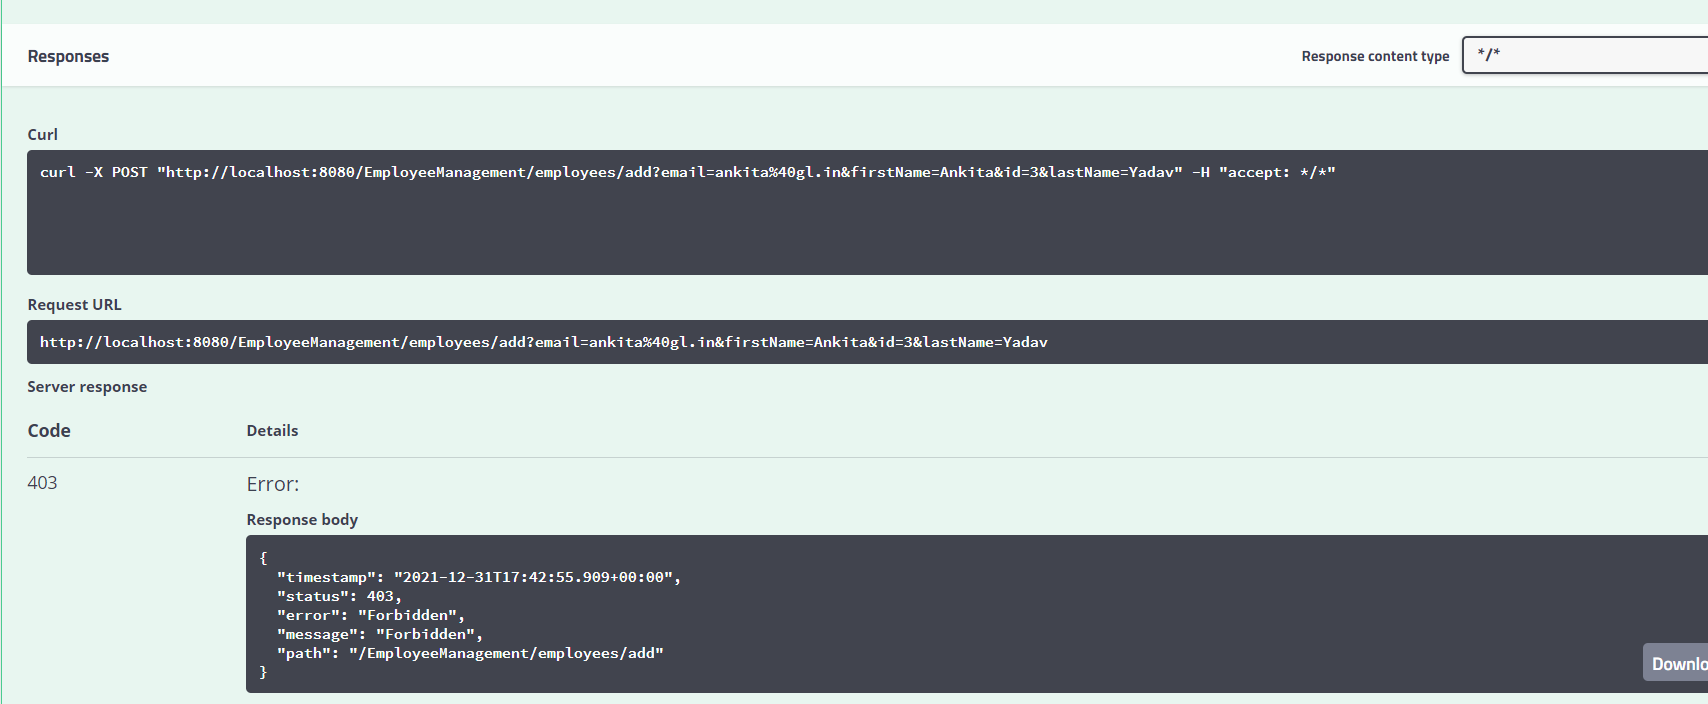 Responses
Response content type
*/*
Curl
curl -X POST "http://localhost:8080/EmployeeManagement/employees/add?email=ankita%40gl.in&firstName=Ankita&id=3&lastName=Yadav" -H "accept: */*"
Request URL
http://localhost:8080/EmployeeManagement/employees/add?email=ankita%40gl.in&firstName=Ankita&id=3&lastName=Yadav
Server response
Code Details
403 Error:
Response body
{
"timestamp": "2021-12-31T17:42:55.909+00:00",
"status": 403,
"error": "Forbidden",
"message": "Forbidden",
"path": "/EmployeeManagement/employees/add"
}
Downlo